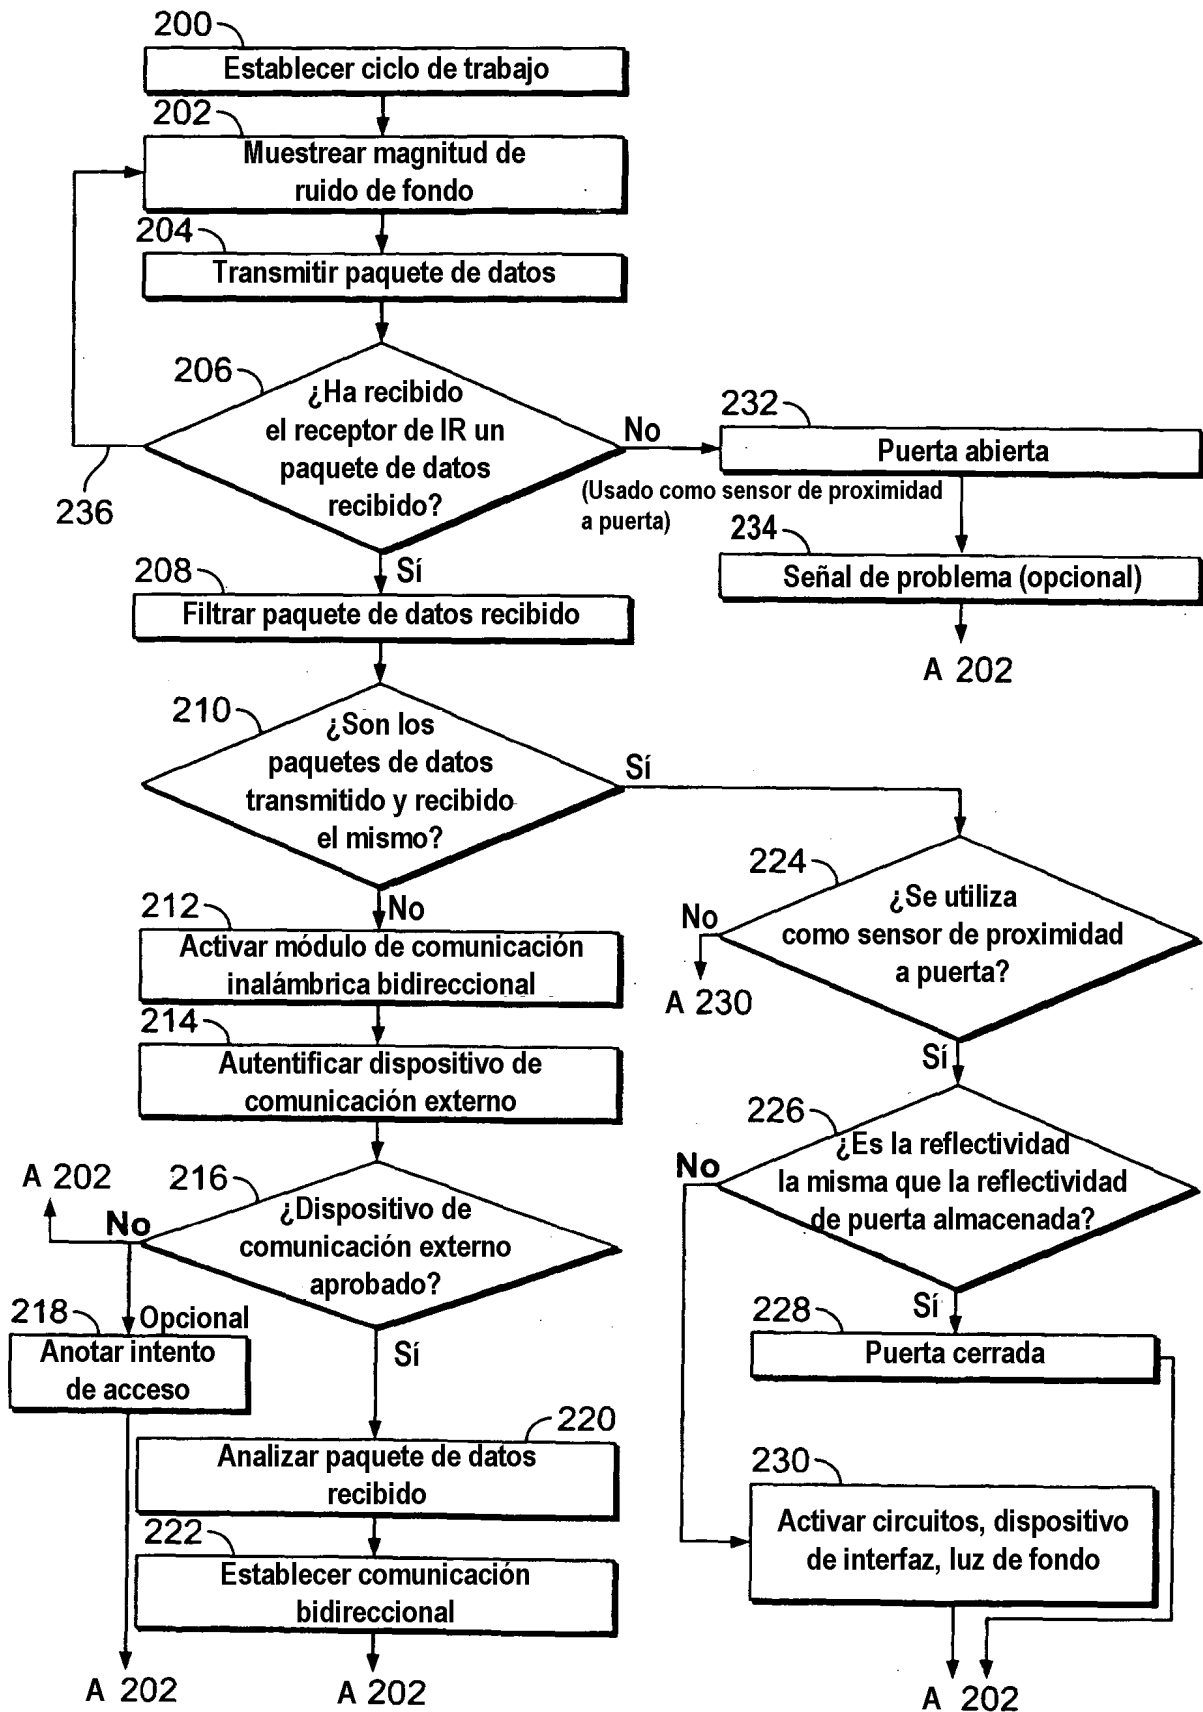 200
Establecer ciclo de trabajo
202
Muestrear magnitud de
ruido de fondo
204
Transmitir paquete de datos
206
¿Ha recibido
el receptor de IR un
paquete de datos
recibido?
236
No
232
Puerta abierta
(Usado como sensor de proximidad
a puerta)
234
Señal de problema (opcional)
A 202
Sí
208
Filtrar paquete de datos recibido
210
¿Son los
paquetes de datos
transmitido y recibido
el mismo?
Sí
No
212
Activar módulo de comunicación
inalámbrica bidireccional
214
Autentificar dispositivo de
comunicación externo
216
¿Dispositivo de
comunicación externo
aprobado?
A 202
No
Opcional
218
Anotar intento
de acceso
A 202
Sí
220
Analizar paquete de datos
recibido
222
Establecer comunicación
bidireccional
A 202
224
¿Se utiliza
como sensor de proximidad
a puerta?
No
A 230
Sí
226
¿Es la reflectividad
la misma que la reflectividad
de puerta almacenada?
No
Sí
228
Puerta cerrada
230
Activar circuitos, dispositivo
de interfaz, luz de fondo
A 202